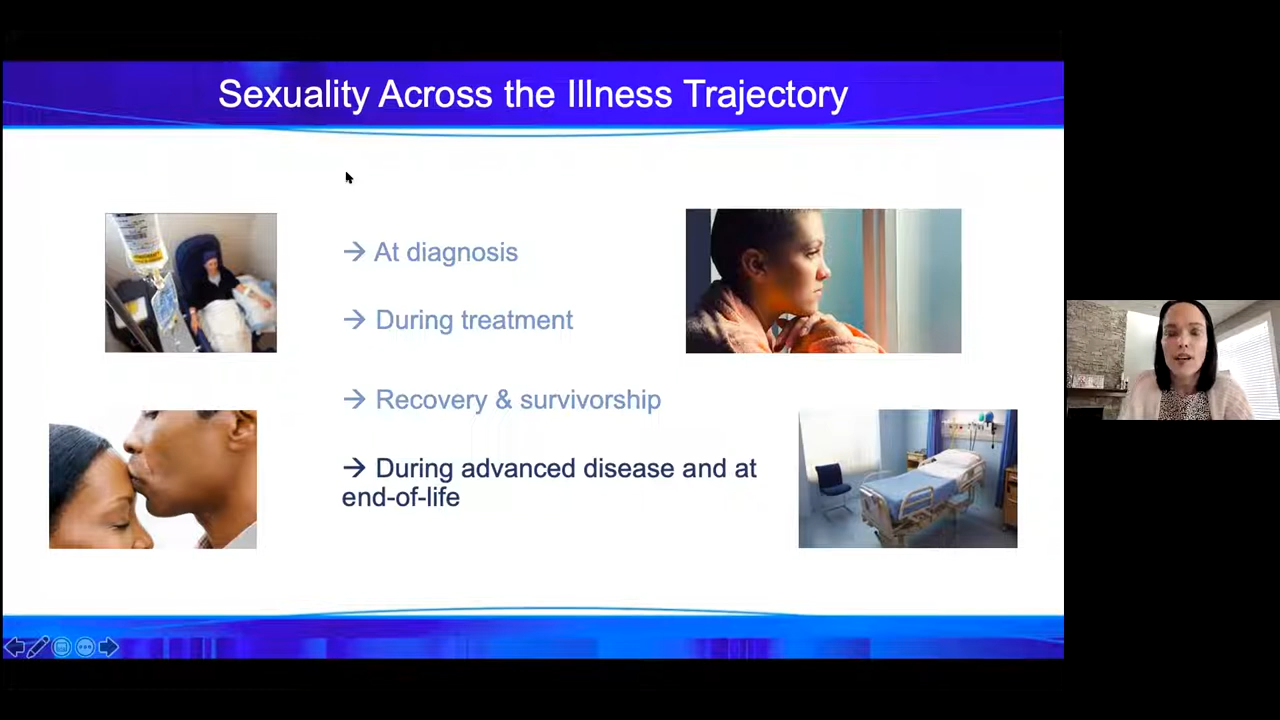 Sexuality Across the Illness Trajectory
→ At diagnosis
→ During treatment
→ Recovery & survivorship
→ During advanced disease and at
end-of-life